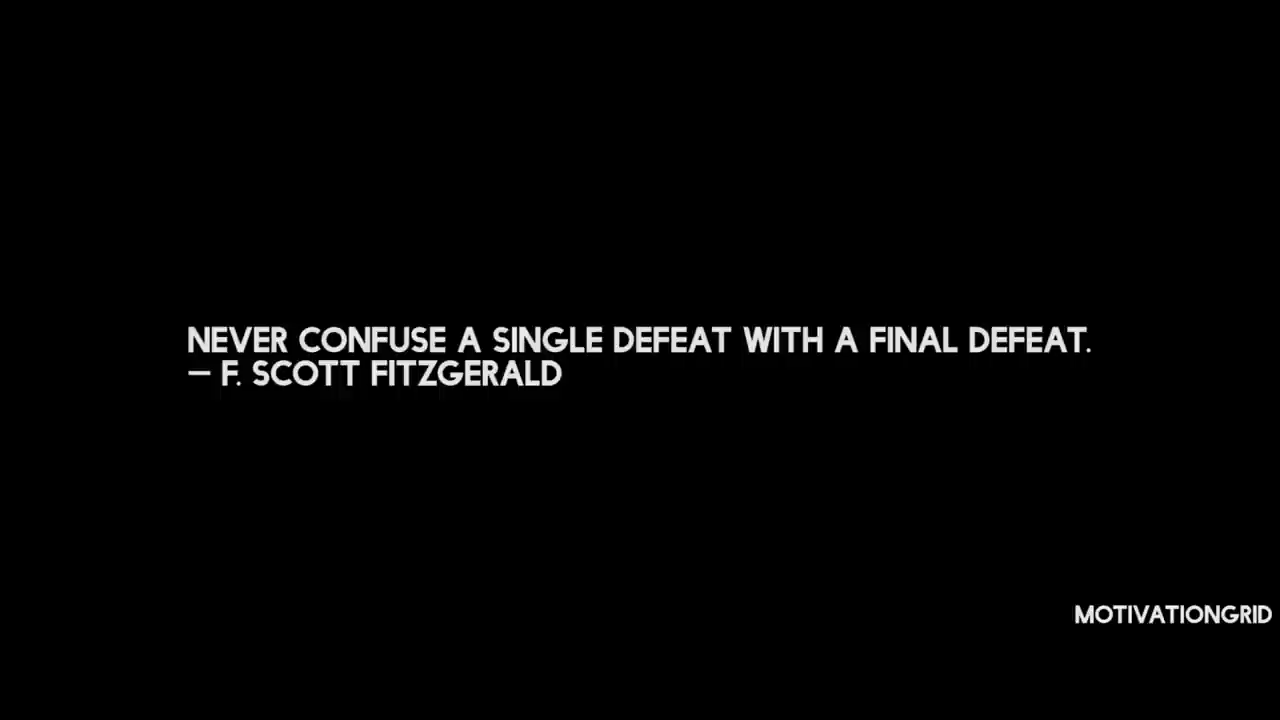 NEVER CONFUSE A SINGLE DEFEAT WITH A FINAL DEFEAT.
— F. SCOTT FITZGERALD
MOTIVATIONGRID